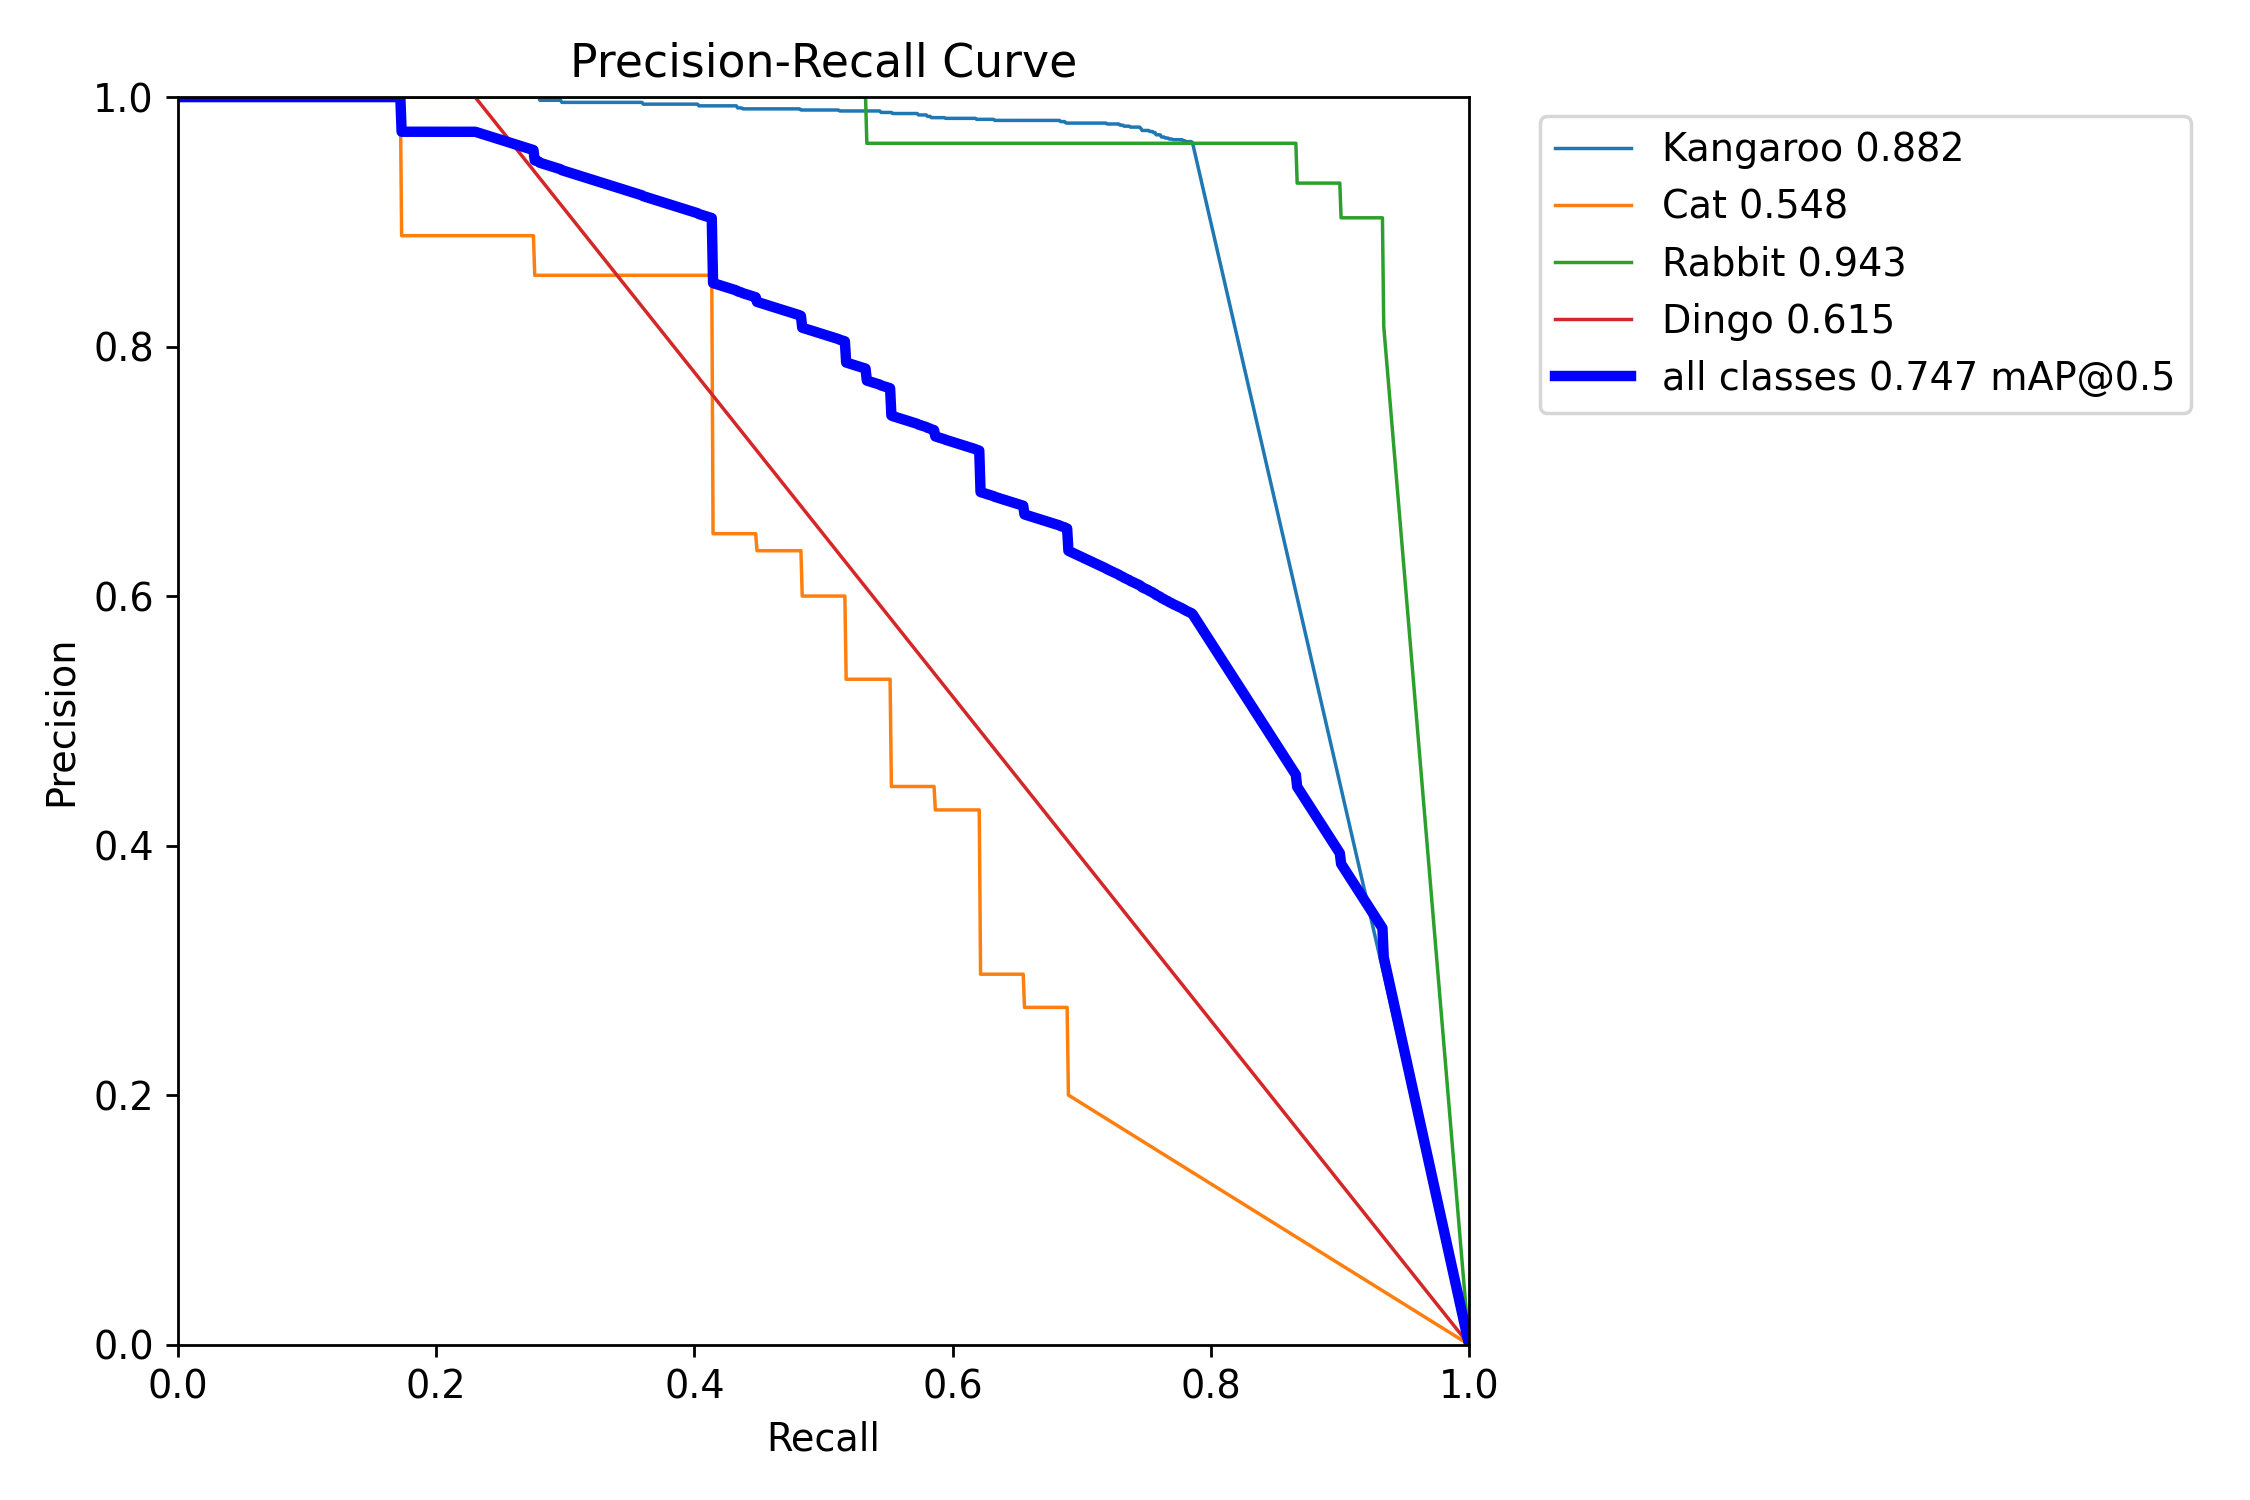 Precision-Recall Curve
1.0
0.8
0.6
0.4
0.2
0.0
Precision
0.0 0.2 0.4 0.6 0.8 1.0
Recall
Kangaroo 0.882
Cat 0.548
Rabbit 0.943
Dingo 0.615
all classes 0.747 mAP@0.5